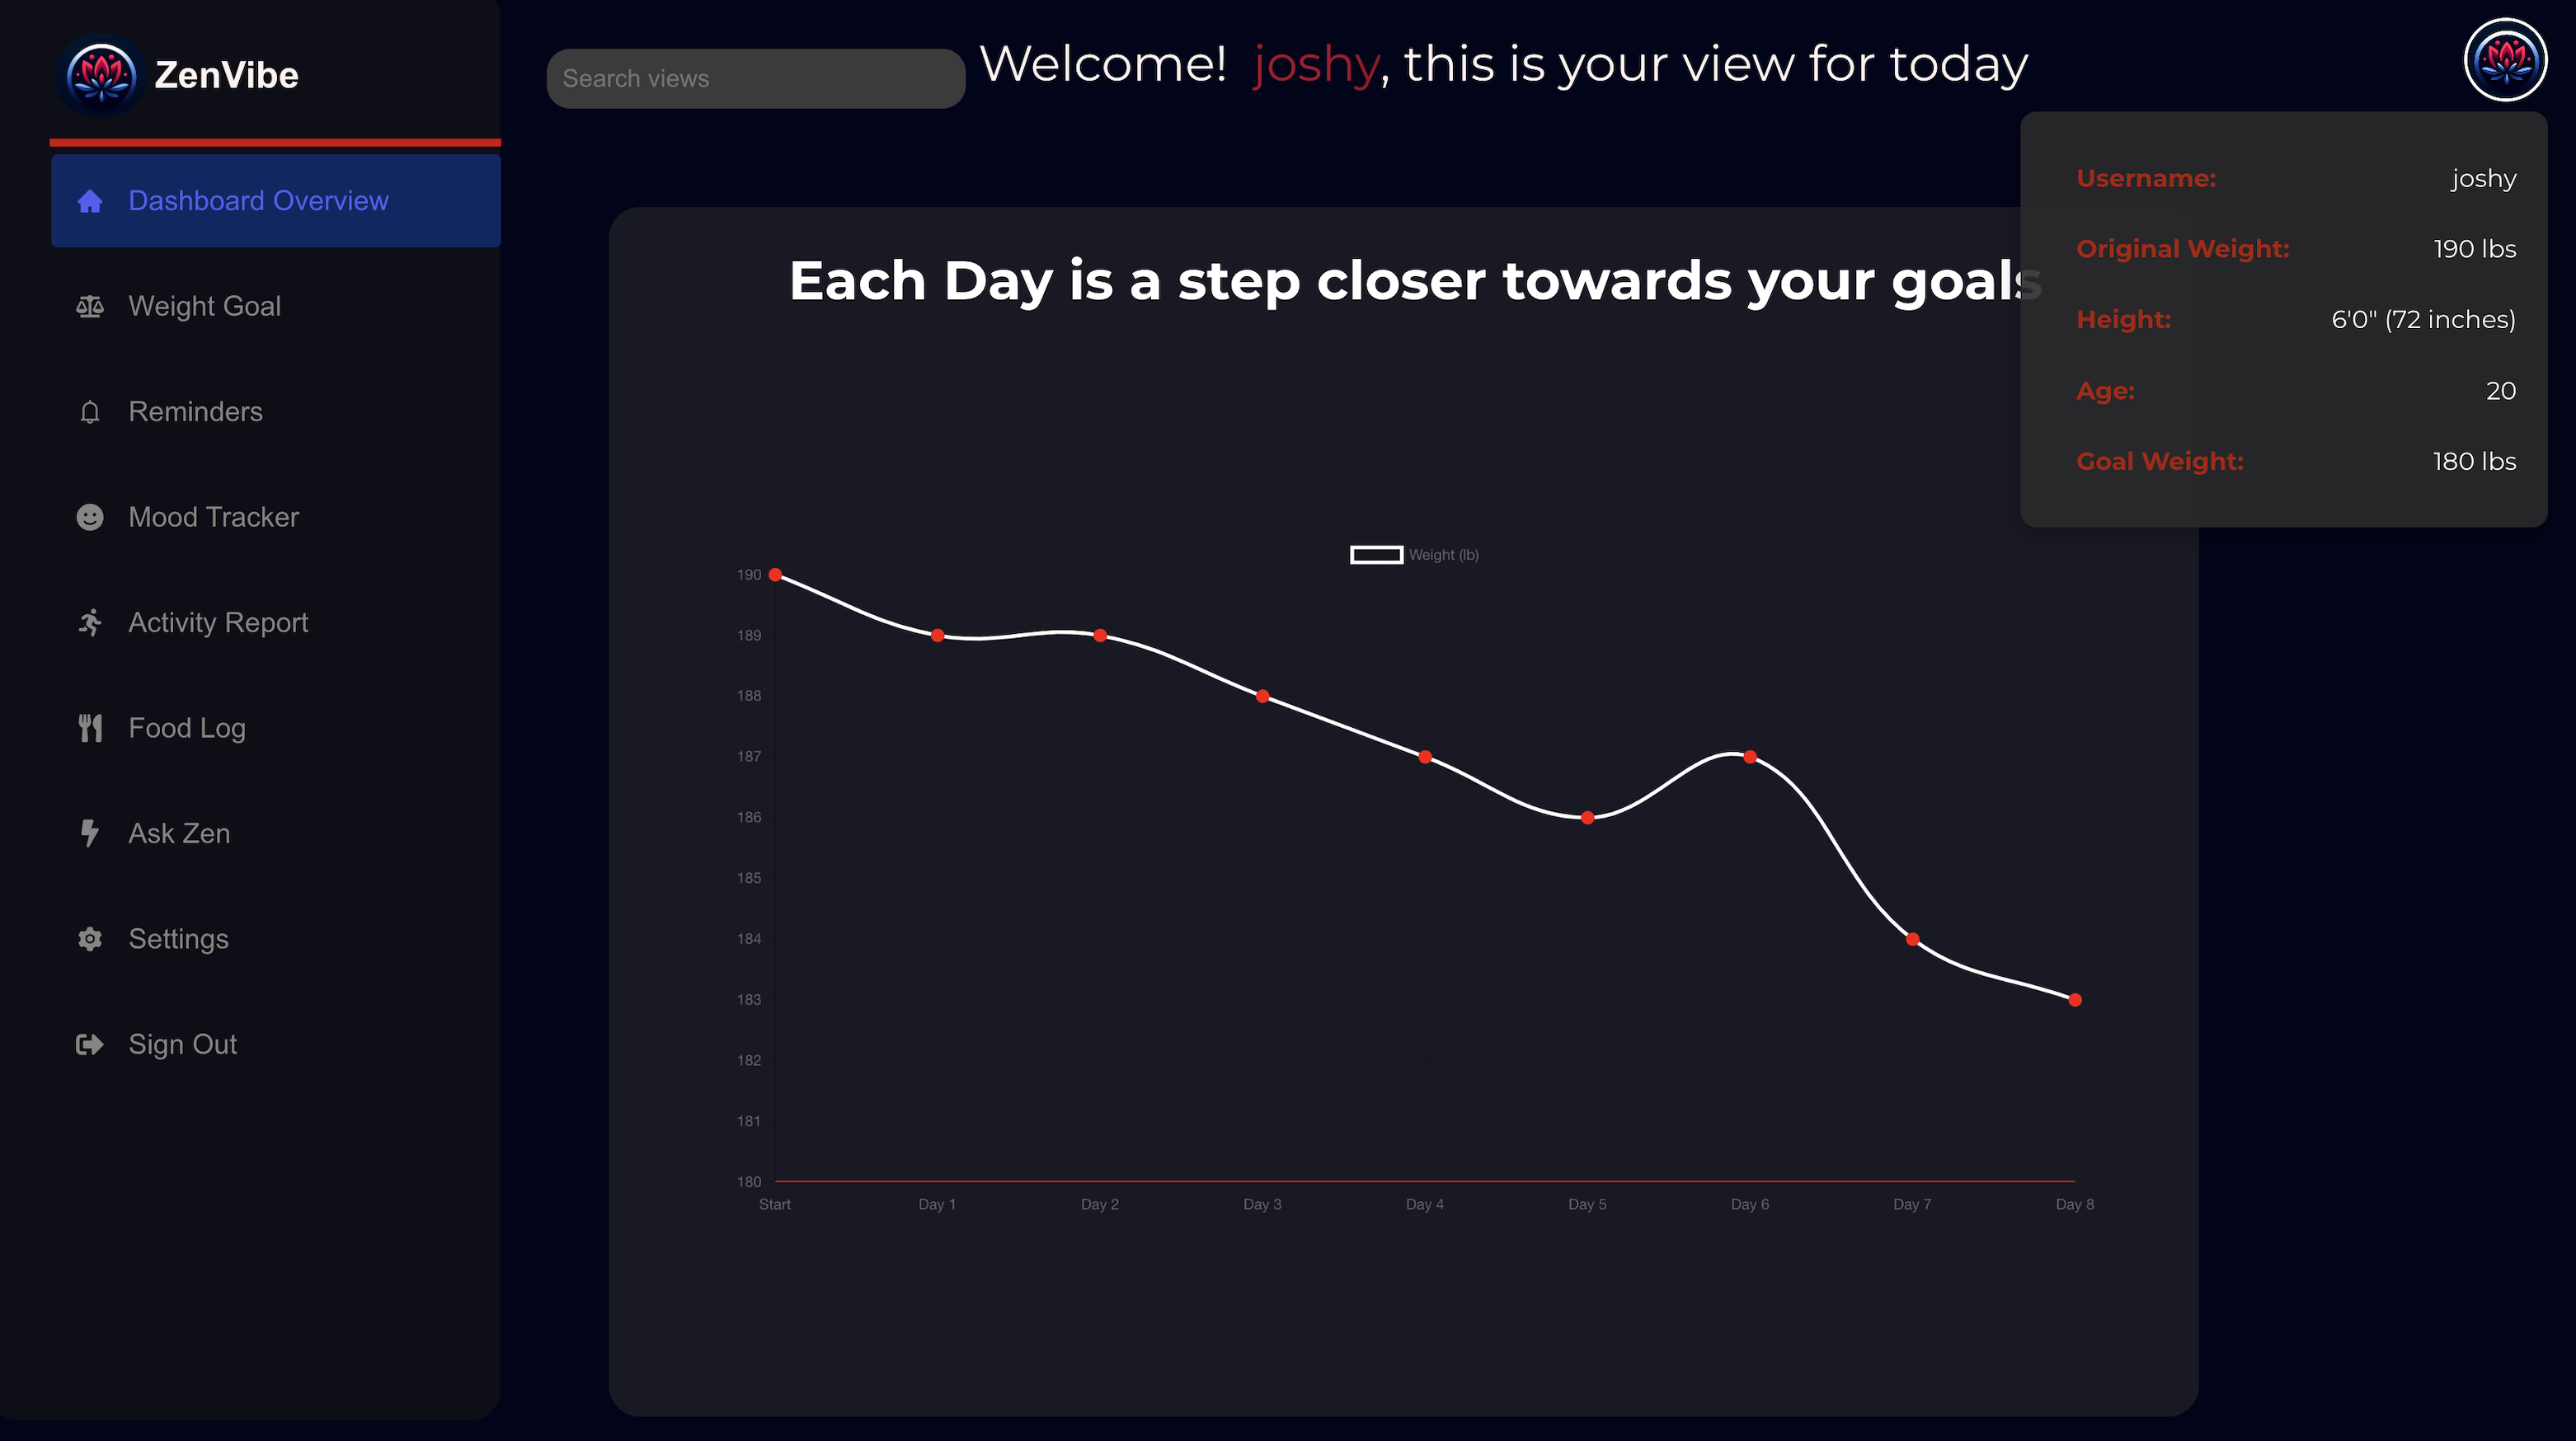 ZenVibe
Dashboard Overview
Weight Goal
Reminders
Mood Tracker
Activity Report
Food Log
Ask Zen
Settings
Sign Out
Search views
Welcome! joshy, this is your view for today
Username: joshy
Original Weight: 190 lbs
Height: 6'0" (72 inches)
Age: 20
Goal Weight: 180 lbs
Each Day is a step closer towards your goals
Weight (lb)
190
189
188
187
186
185
184
183
182
181
180
Start Day 1 Day 2 Day 3 Day 4 Day 5 Day 6 Day 7 Day 8